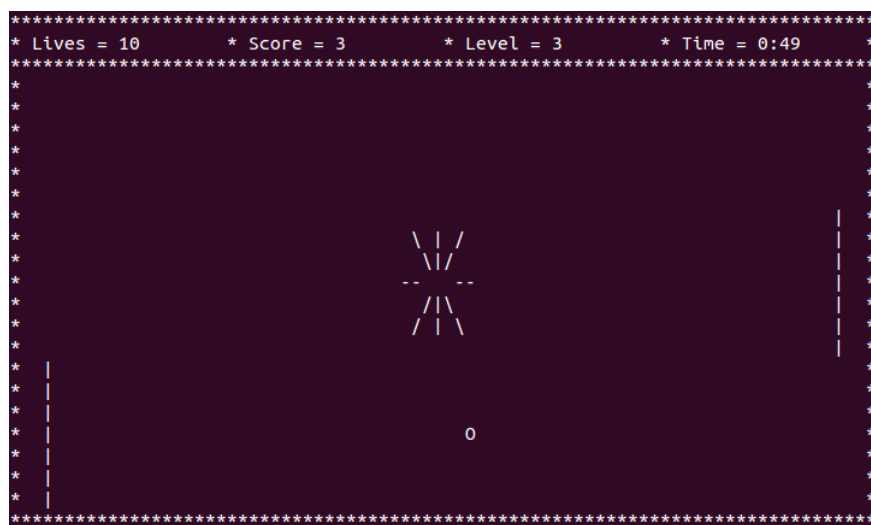 * Lives = 10 * Score = 3 * Level = 3 * Time = 0:49 *
O